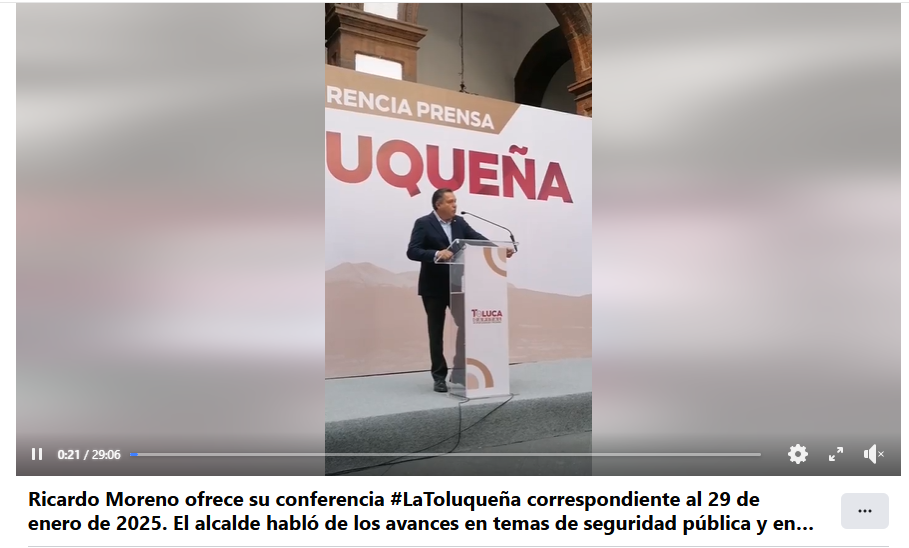 RENCIA PRENSA
UQUEÑA
TOLUCA
0:21 / 29:06
Ricardo Moreno ofrece su conferencia #LaToluqueña correspondiente al 29 de
enero de 2025. El alcalde habló de los avances en temas de seguridad pública y en...